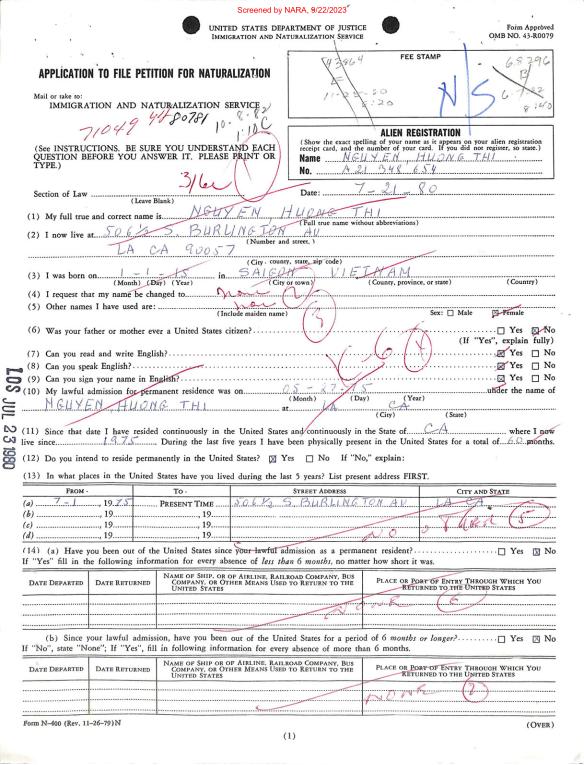 Screened by NARA, 9/22/2023
UNITED STATES DEPARTMENT OF JUSTICE
IMMIGRATION AND NATURALIZATION SERVICE
Form Approved
OMB NO. 43-R0079
FEE STAMP
N/S
APPLICATION TO FILE PETITION FOR NATURALIZATION
Mail or take to:
IMMIGRATION AND NATURALIZATION SERVICE
71049 80781
(See INSTRUCTIONS. BE SURE YOU UNDERSTAND EACH QUESTION BEFORE YOU ANSWER IT. PLEASE PRINT OR TYPE.)
ALIEN REGISTRATION
(Show the exact spelling of your name as it appears on your alien registration receipt card, and the number of your card. If you did not register, so state.)
Name NGUYEN, HUONG THI
No. A21 348 654
316a
Section of Law
(Leave Blank)
Date: 7-21-80
(1) My full true and correct name is NGUYEN, HUONG THI
(Full true name without abbreviations)
(2) I now live at 506½ S. BURLINGTON AV
(Number and street, )
LA CA 90057
(City, county, state, zip code)
(3) I was born on 1-1-15 in SAIGON VIETNAM
(Month) (Day) (Year) (City or town) (County, province, or state) (Country)
(4) I request that my name be changed to none
(5) Other names I have used are:
(Include maiden name)
Sex: ☐ Male ☒ Female
(6) Was your father or mother ever a United States citizen? ☐ Yes ☒ No
(If "Yes", explain fully)
(7) Can you read and write English? ☒ Yes ☐ No
(8) Can you speak English? ☒ Yes ☐ No
(9) Can you sign your name in English? ☒ Yes ☐ No
(10) My lawful admission for permanent residence was on 05-27-75 under the name of
(Month) (Day) (Year)
NGUYEN, HUONG THI at LA CA
(City) (State)
(11) Since that date I have resided continuously in the United States and continuously in the State of CA where I now
live since 1975. During the last five years I have been physically present in the United States for a total of 60 months.
(12) Do you intend to reside permanently in the United States? ☒ Yes ☐ No If "No," explain:
(13) In what places in the United States have you lived during the last 5 years? List present address FIRST.
FROM - TO - STREET ADDRESS CITY AND STATE
(a) 7-1, 1975 PRESENT TIME 506½ S. BURLINGTON AV LA CA
(b) , 19 , 19
(c) , 19 , 19
(d) , 19 , 19
(14) (a) Have you been out of the United States since your lawful admission as a permanent resident? ☐ Yes ☒ No
If "Yes" fill in the following information for every absence of less than 6 months, no matter how short it was.
DATE DEPARTED DATE RETURNED NAME OF SHIP, OR OF AIRLINE, RAILROAD COMPANY, BUS COMPANY, OR OTHER MEANS USED TO RETURN TO THE UNITED STATES PLACE OR PORT OF ENTRY THROUGH WHICH YOU RETURNED TO THE UNITED STATES
NONE 6
(b) Since your lawful admission, have you been out of the United States for a period of 6 months or longer? ☐ Yes ☒ No
If "No", state "None"; If "Yes", fill in following information for every absence of more than 6 months.
DATE DEPARTED DATE RETURNED NAME OF SHIP, OR OF AIRLINE, RAILROAD COMPANY, BUS COMPANY, OR OTHER MEANS USED TO RETURN TO THE UNITED STATES PLACE OR PORT OF ENTRY THROUGH WHICH YOU RETURNED TO THE UNITED STATES
NONE 7
Form N-400 (Rev. 11-26-79)N
(OVER)
(1)
LOS JUL 23 1980